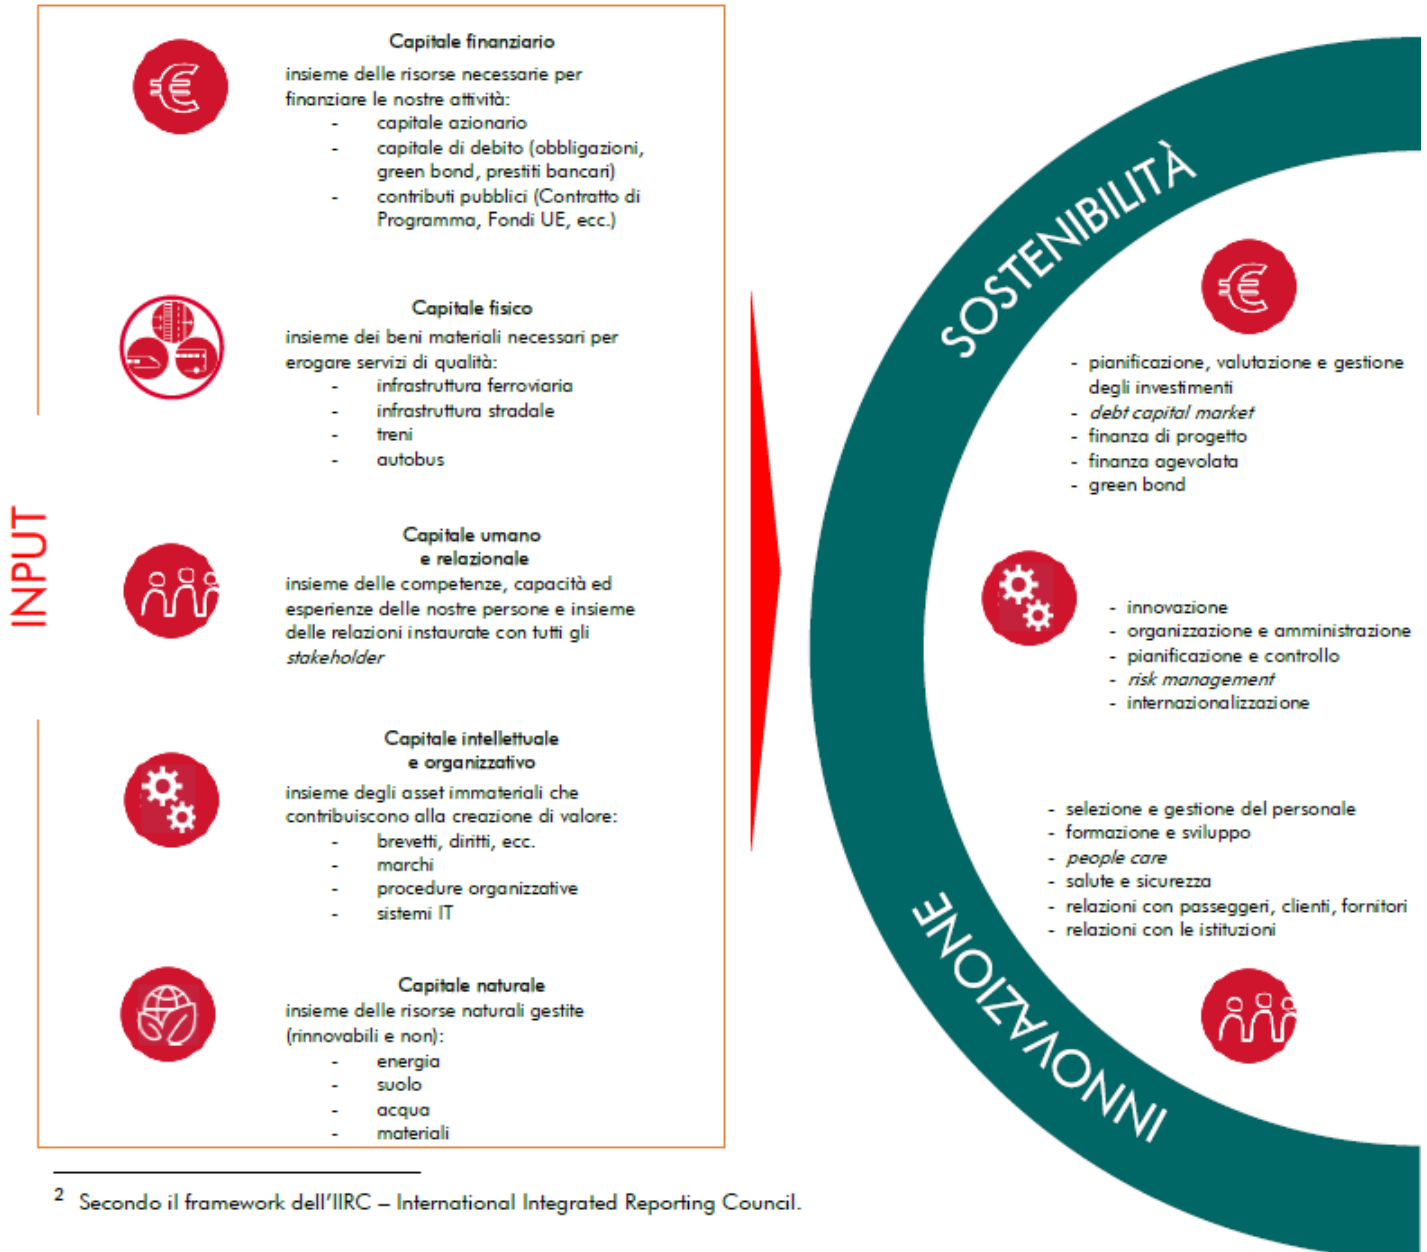 INPUT
Capitale finanziario
insieme delle risorse necessarie per
finanziare le nostre attività:
- capitale azionario
- capitale di debito (obbligazioni,
green bond, prestiti bancari)
- contributi pubblici (Contratto di
Programma, Fondi UE, ecc.)
Capitale fisico
insieme dei beni materiali necessari per
erogare servizi di qualità:
- infrastruttura ferroviaria
- infrastruttura stradale
- treni
- autobus
Capitale umano
e relazionale
insieme delle competenze, capacità ed
esperienze delle nostre persone e insieme
delle relazioni instaurate con tutti gli
stakeholder
Capitale intellettuale
e organizzativo
insieme degli asset immateriali che
contribuiscono alla creazione di valore:
- brevetti, diritti, ecc.
- marchi
- procedure organizzative
- sistemi IT
Capitale naturale
insieme delle risorse naturali gestite
(rinnovabili e non):
- energia
- suolo
- acqua
- materiali
SOSTENIBILITÀ
- pianificazione, valutazione e gestione
degli investimenti
- debt capital market
- finanza di progetto
- finanza agevolata
- green bond
- innovazione
- organizzazione e amministrazione
- pianificazione e controllo
- risk management
- internazionalizzazione
- selezione e gestione del personale
- formazione e sviluppo
- people care
- salute e sicurezza
- relazioni con passeggeri, clienti, fornitori
- relazioni con le istituzioni
INNOVAZIONE
2 Secondo il framework dell'IIRC – International Integrated Reporting Council.